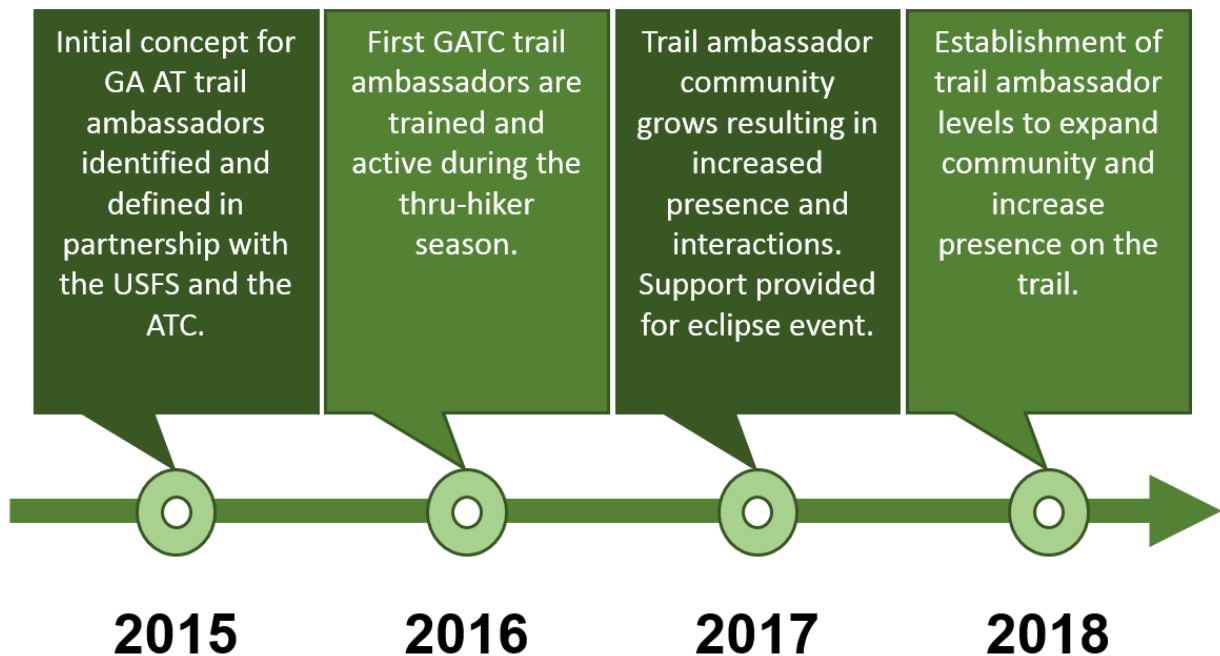 Initial concept for
GA AT trail
ambassadors
identified and
defined in
partnership with
the USFS and the
ATC.
First GATC trail
ambassadors are
trained and
active during the
thru-hiker
season.
Trail ambassador
community
grows resulting in
increased
presence and
interactions.
Support provided
for eclipse event.
Establishment of
trail ambassador
levels to expand
community and
increase
presence on the
trail.
2015
2016
2017
2018